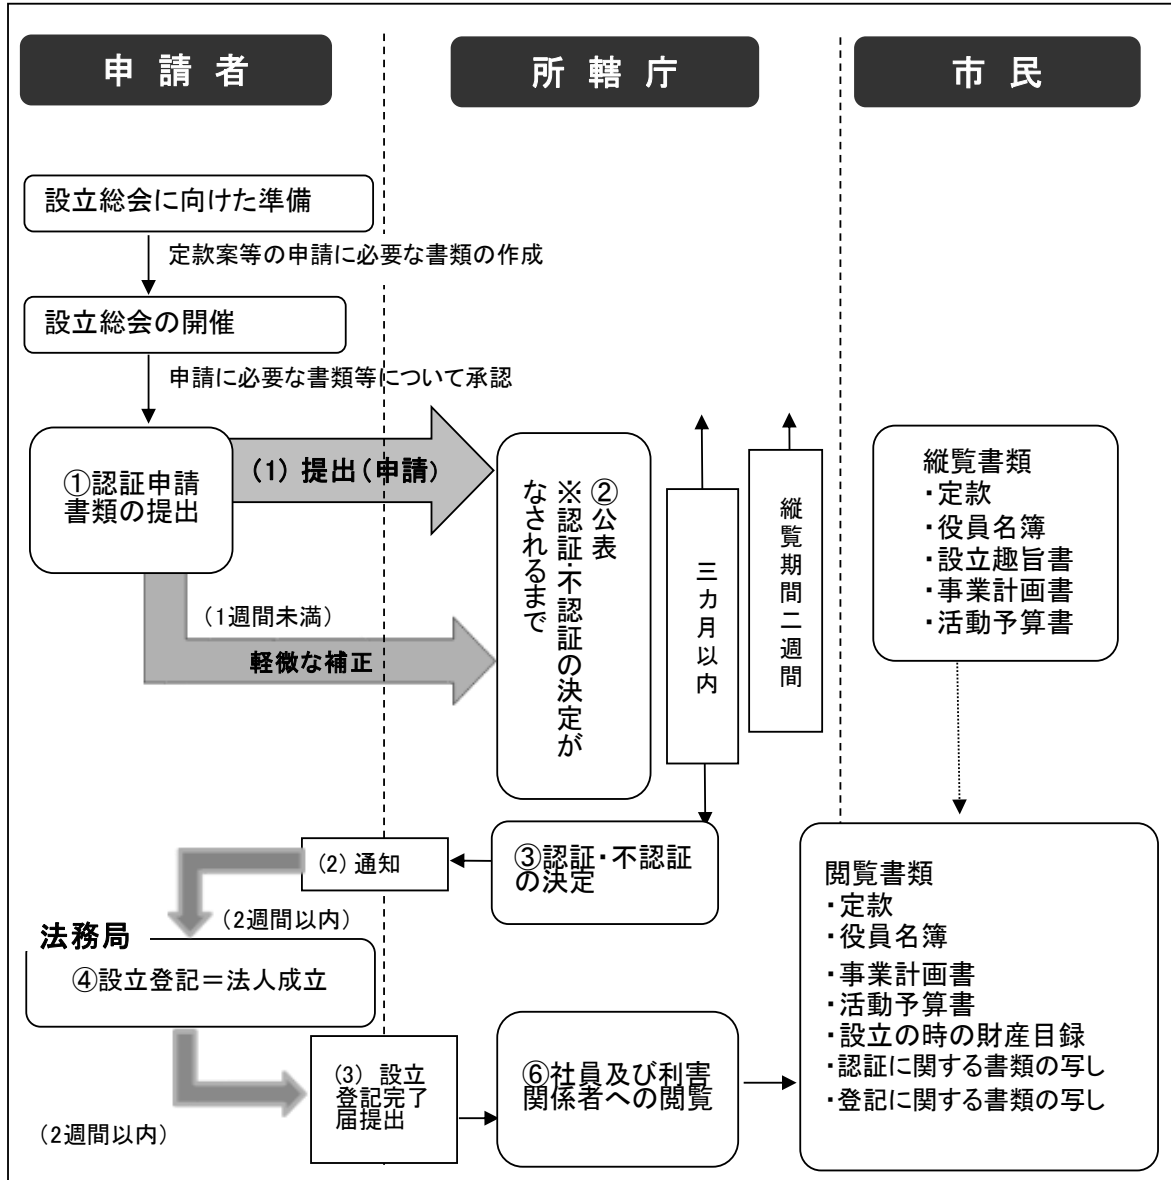 申 請 者
所 轄 庁
市 民
設立総会に向けた準備
定款案等の申請に必要な書類の作成
設立総会の開催
申請に必要な書類等について承認
①認証申請
書類の提出
(1) 提出(申請)
(1週間未満)
軽微な補正
②公表
※認証・不認証の決定が
なされるまで
三カ月以内
縦覧期間二週間
縦覧書類
・定款
・役員名簿
・設立趣旨書
・事業計画書
・活動予算書
③認証・不認証
の決定
(2) 通知
(2週間以内)
法務局
④設立登記＝法人成立
(2週間以内)
(3) 設立
登記完了
届提出
⑥社員及び利害
関係者への閲覧
閲覧書類
・定款
・役員名簿
・事業計画書
・活動予算書
・設立の時の財産目録
・認証に関する書類の写し
・登記に関する書類の写し